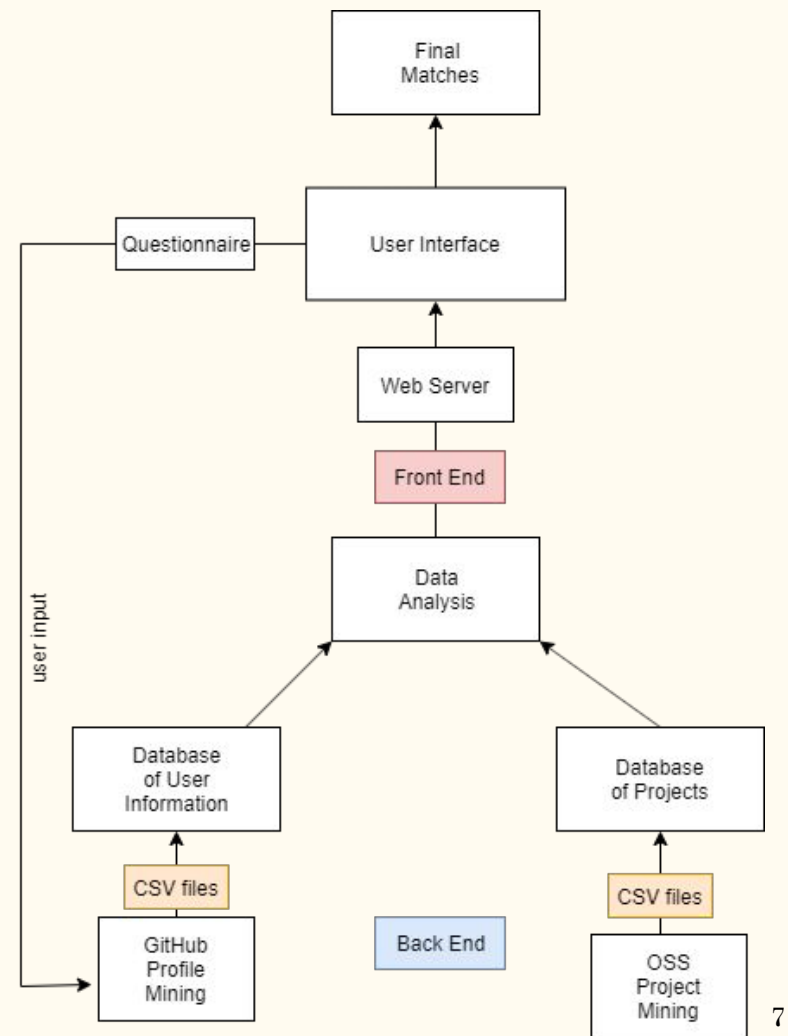 Final
Matches
Questionnaire
User Interface
Web Server
Front End
Data
Analysis
user input
Database
of User
Information
Database
of Projects
CSV files
CSV files
GitHub
Profile
Mining
Back End
OSS
Project
Mining
7